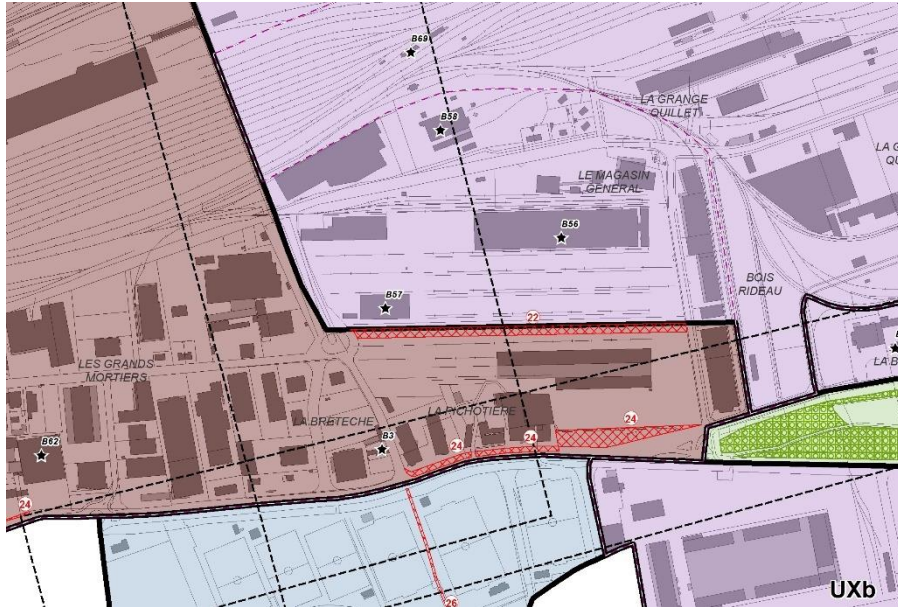 B69
B58
LA GRANGE
QUILLET
LA G
QU
LE MAGASIN
GENERAL
B56
BOIS
RIDEAU
B57
22
LES GRANDS
MORTIERS
LA B
LA BRETECHE
LA PICHOTIERE
24
B62
B3
24
24
24
26
UXb